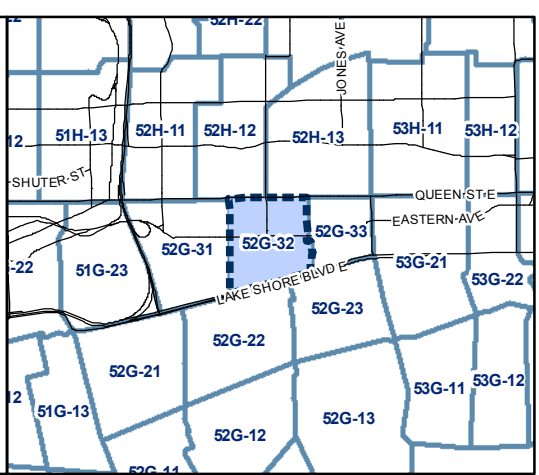 52H-22
JONES AVE
12
51H-13
52H-11
52H-12
52H-13
53H-11
53H-12
SHUTER ST
QUEEN ST E
EASTERN AVE
-22
51G-23
52G-31
52G-32
52G-33
53G-21
53G-22
LAKE SHORE BLVD E
52G-23
52G-22
52G-21
53G-11
53G-12
12
51G-13
52G-12
52G-13
52G-11